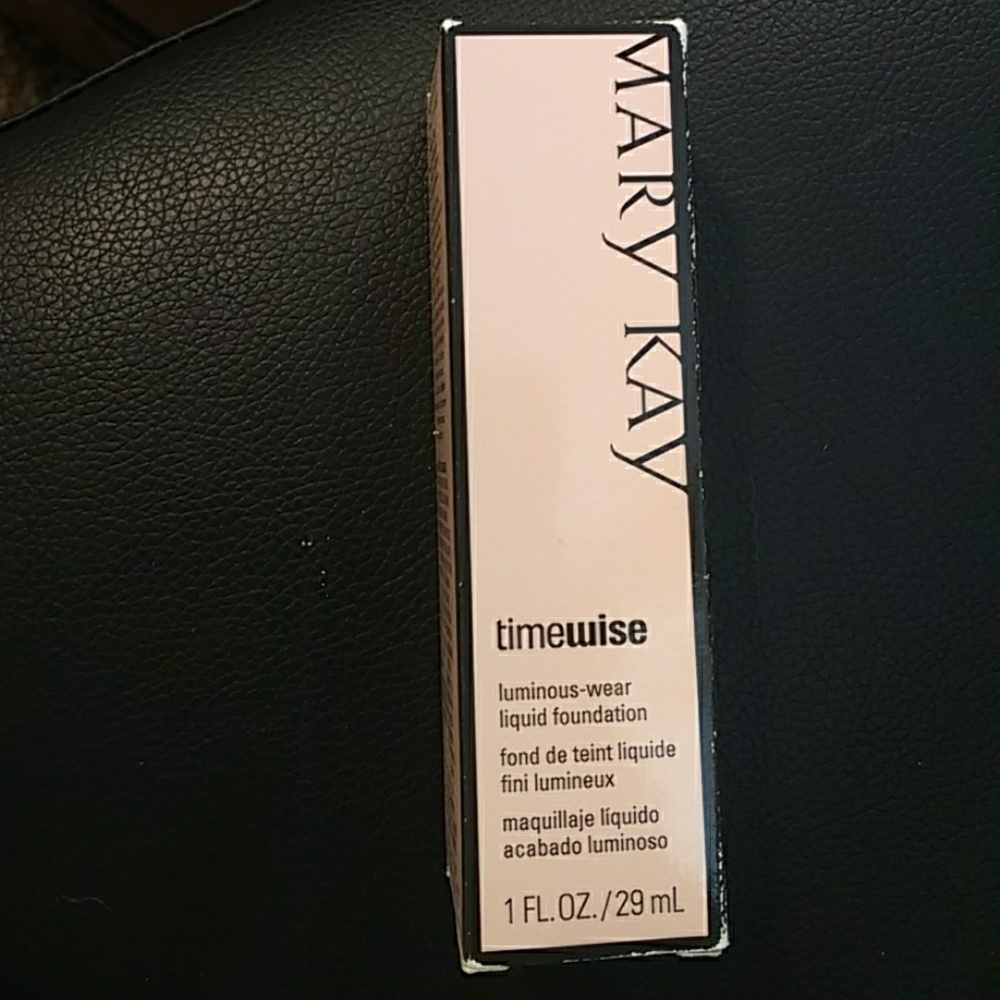 MARY KAY
timewise
luminous-wear
liquid foundation
fond de teint liquide
fini lumineux
maquillaje líquido
acabado luminoso
1 FL.OZ./29 mL